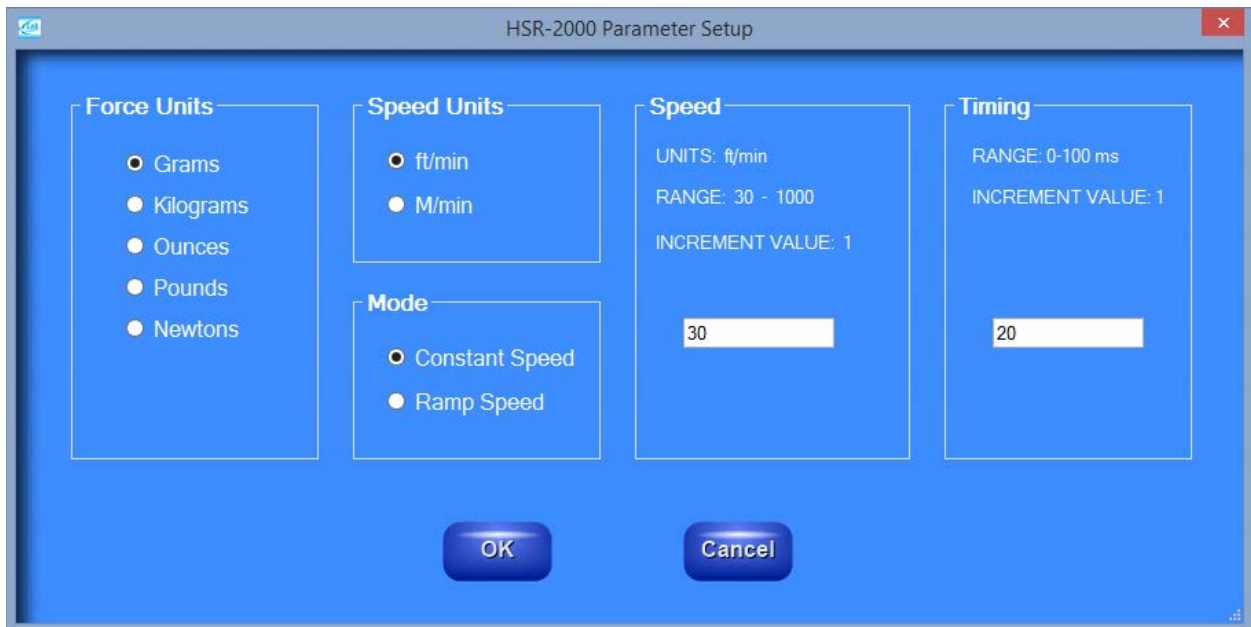 HSR-2000 Parameter Setup
Force Units
Grams
Kilograms
Ounces
Pounds
Newtons
Speed Units
ft/min
M/min
Mode
Constant Speed
Ramp Speed
Speed
UNITS: ft/min
RANGE: 30 - 1000
INCREMENT VALUE: 1
30
Timing
RANGE: 0-100 ms
INCREMENT VALUE: 1
20
OK
Cancel